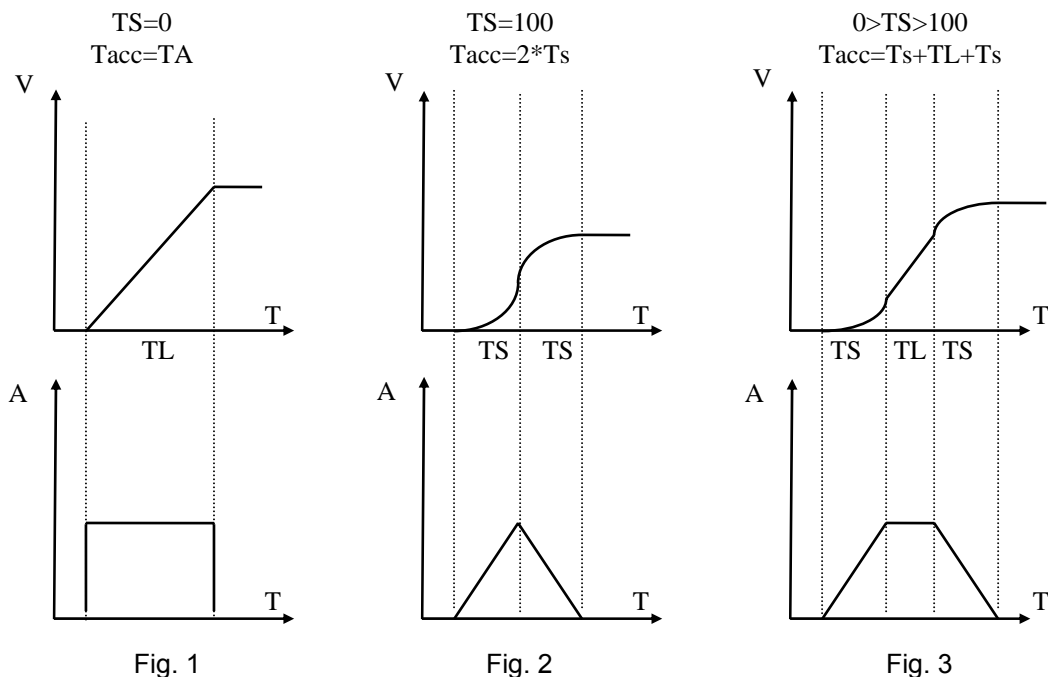 TS=0
Tacc=TA
V
T
TL
A
T
Fig. 1
TS=100
Tacc=2*Ts
V
T
TS TS
A
T
Fig. 2
0>TS>100
Tacc=Ts+TL+Ts
V
T
TS TL TS
A
T
Fig. 3